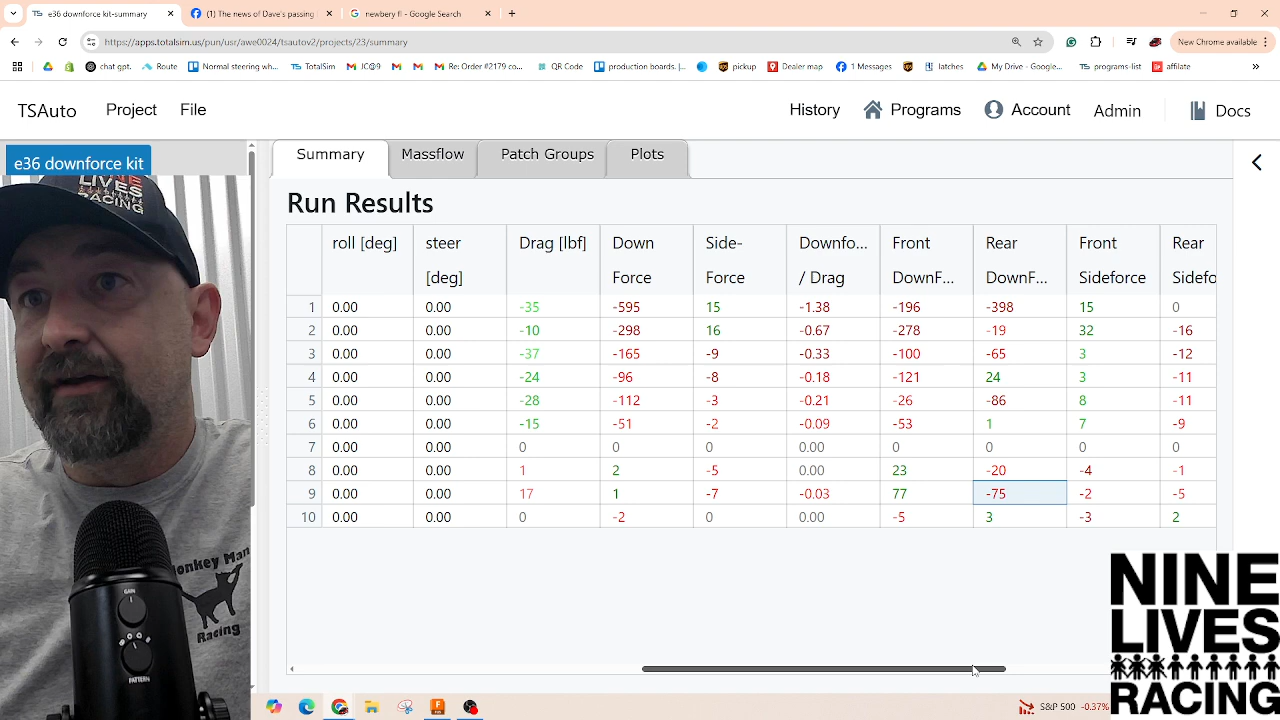 e36 downforce kit-summary
(1) The news of Dave's passing
newbery fl - Google Search
https://apps.totalsim.us/pun/usr/awe0024/tsautov2/projects/23/summary
New Chrome available
chat gpt.
Route
Normal steering wh...
TotalSim
JC@9
Re: Order #2179 co...
QR Code
production boards. |...
1 Messages
pickup
Dealer map
latches
My Drive - Google...
programs-list
affilate
TSAuto Project File History Programs Account Admin Docs
e36 downforce kit
Summary Massflow Patch Groups Plots
Run Results
roll [deg] steer [deg] Drag [lbf] Down Force Side-Force Downfo... / Drag Front DownF... Rear DownF... Front Sideforce Rear Sidefo
1 0.00 0.00 -35 -595 15 -1.38 -196 -398 15 0
2 0.00 0.00 -10 -298 16 -0.67 -278 -19 32 -16
3 0.00 0.00 -37 -165 -9 -0.33 -100 -65 3 -12
4 0.00 0.00 -24 -96 -8 -0.18 -121 24 3 -11
5 0.00 0.00 -28 -112 -3 -0.21 -26 -86 8 -11
6 0.00 0.00 -15 -51 -2 -0.09 -53 1 7 -9
7 0.00 0.00 0 0 0 0.00 0 0 0 0
8 0.00 0.00 1 2 -5 0.00 23 -20 -4 -1
9 0.00 0.00 17 1 -7 -0.03 77 -75 -2 -5
10 0.00 0.00 0 -2 0 0.00 -5 3 -3 2
LIVES
RACING
GAIN
PATTERN
Racing
NINE
LIVES
RACING
S&P 500